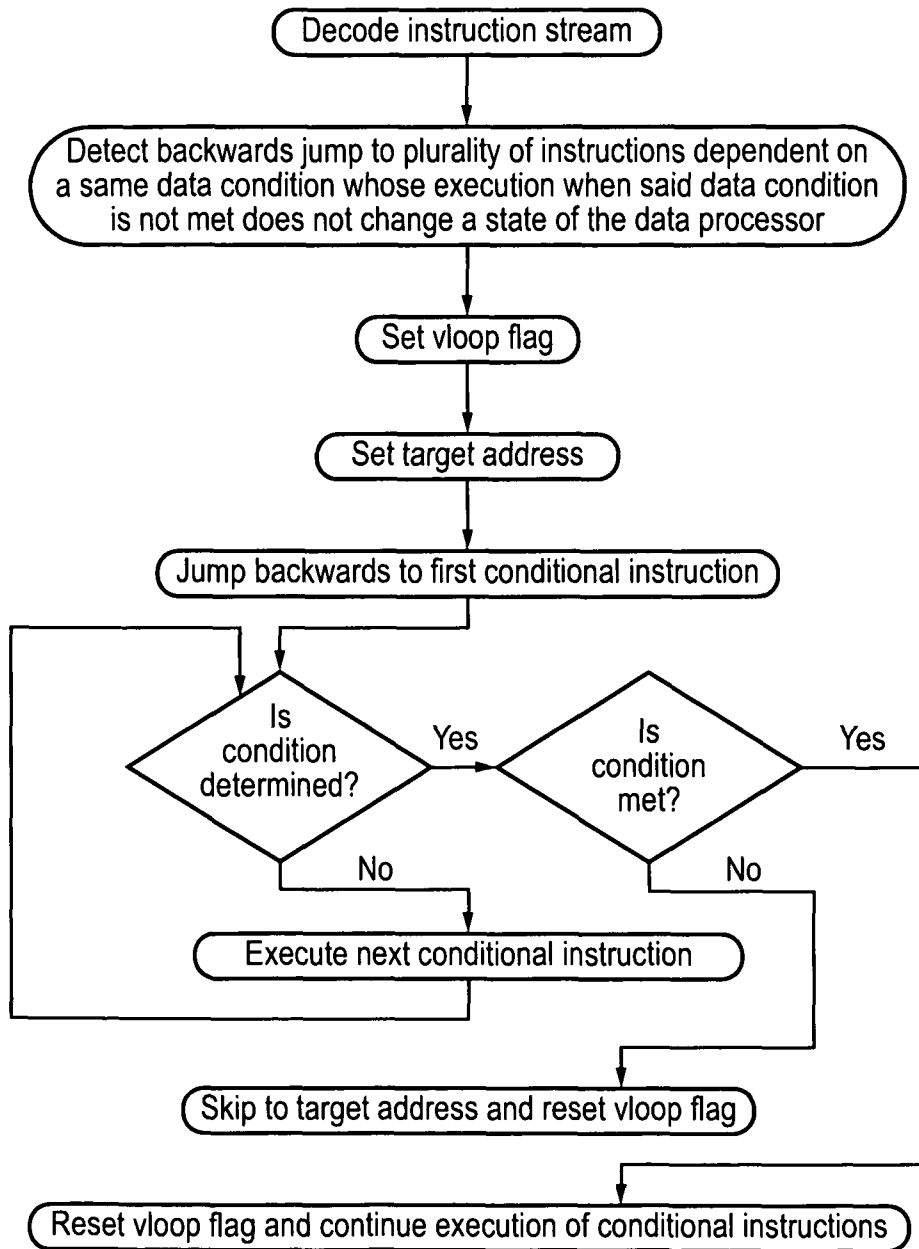 Decode instruction stream
Detect backwards jump to plurality of instructions dependent on
a same data condition whose execution when said data condition
is not met does not change a state of the data processor
Set vloop flag
Set target address
Jump backwards to first conditional instruction
Is
condition
determined?
Yes
Is
condition
met?
Yes
No
No
Execute next conditional instruction
Skip to target address and reset vloop flag
Reset vloop flag and continue execution of conditional instructions